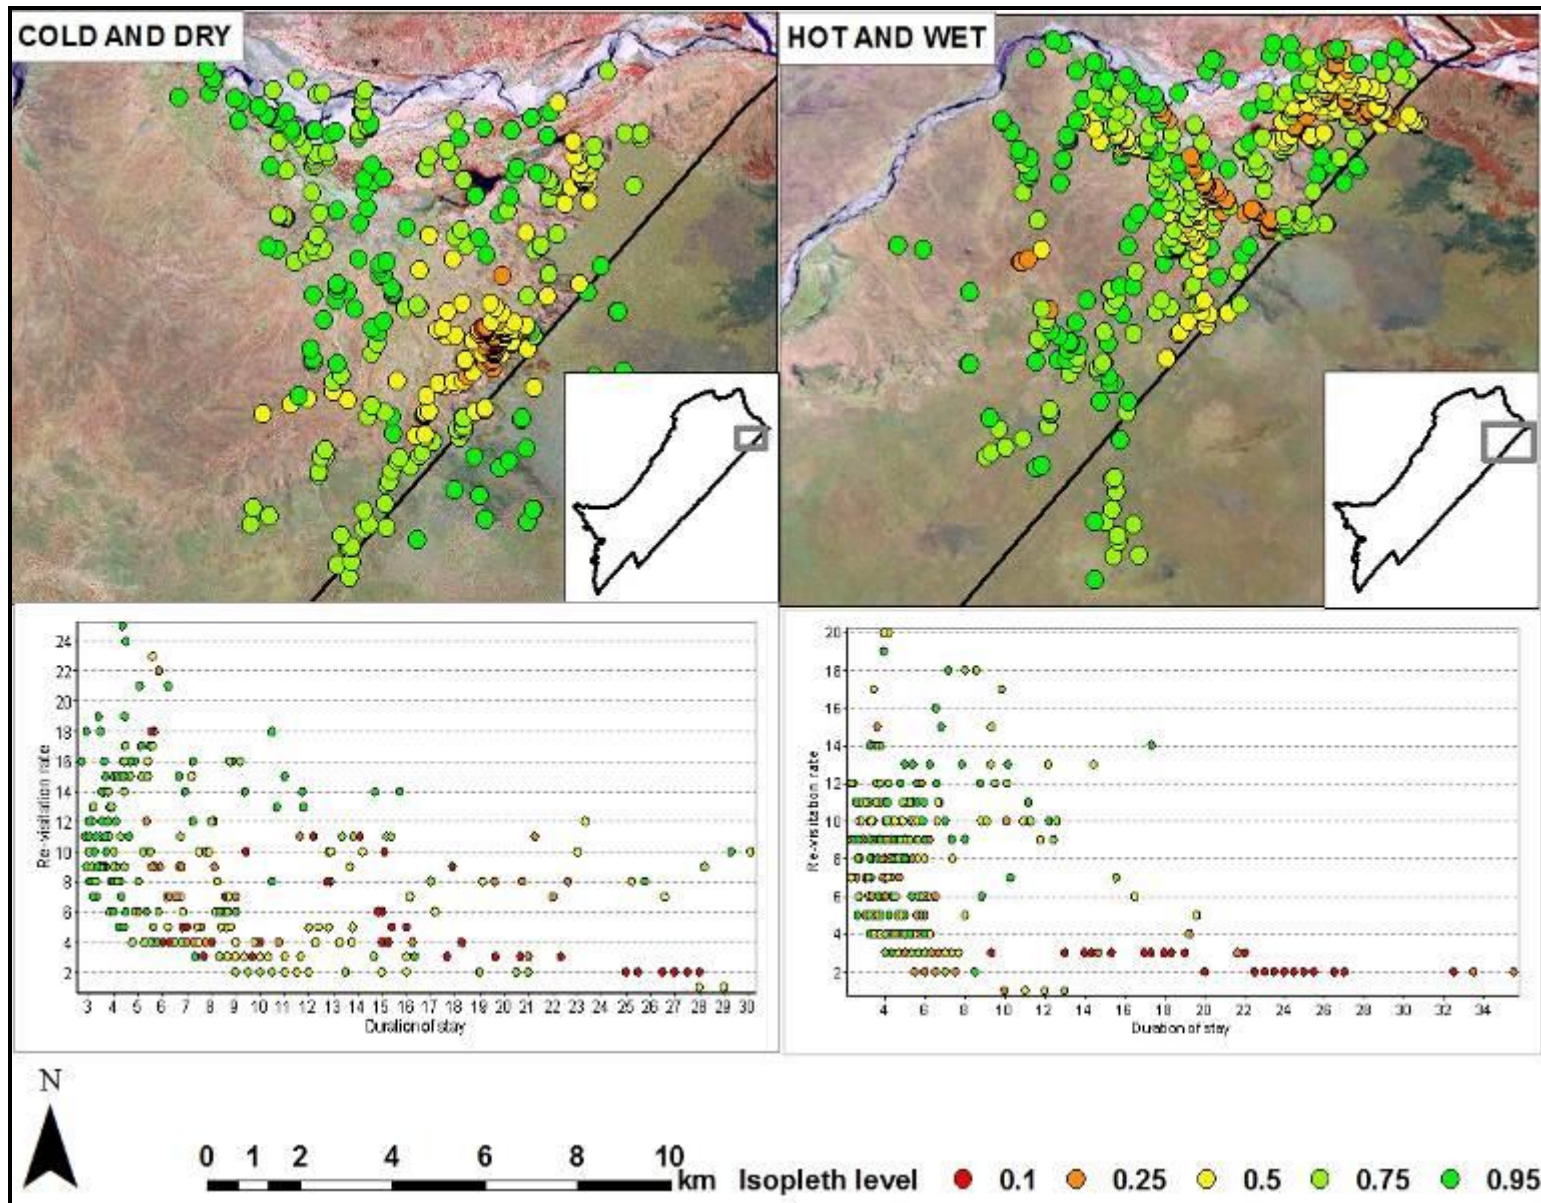 COLD AND DRY
HOT AND WET
24
22
20
18
16
14
12
10
8
6
4
2
Re-visitation rate
3 4 5 6 7 8 9 10 11 12 13 14 15 16 17 18 19 20 21 22 23 24 25 26 27 28 29 30
Duration of stay
20
18
16
14
12
10
8
6
4
2
Re-visitation rate
4 6 8 10 12 14 16 18 20 22 24 26 28 30 32 34
Duration of stay
N
0 1 2 4 6 8 10
km Isopleth level 0.1 0.25 0.5 0.75 0.95